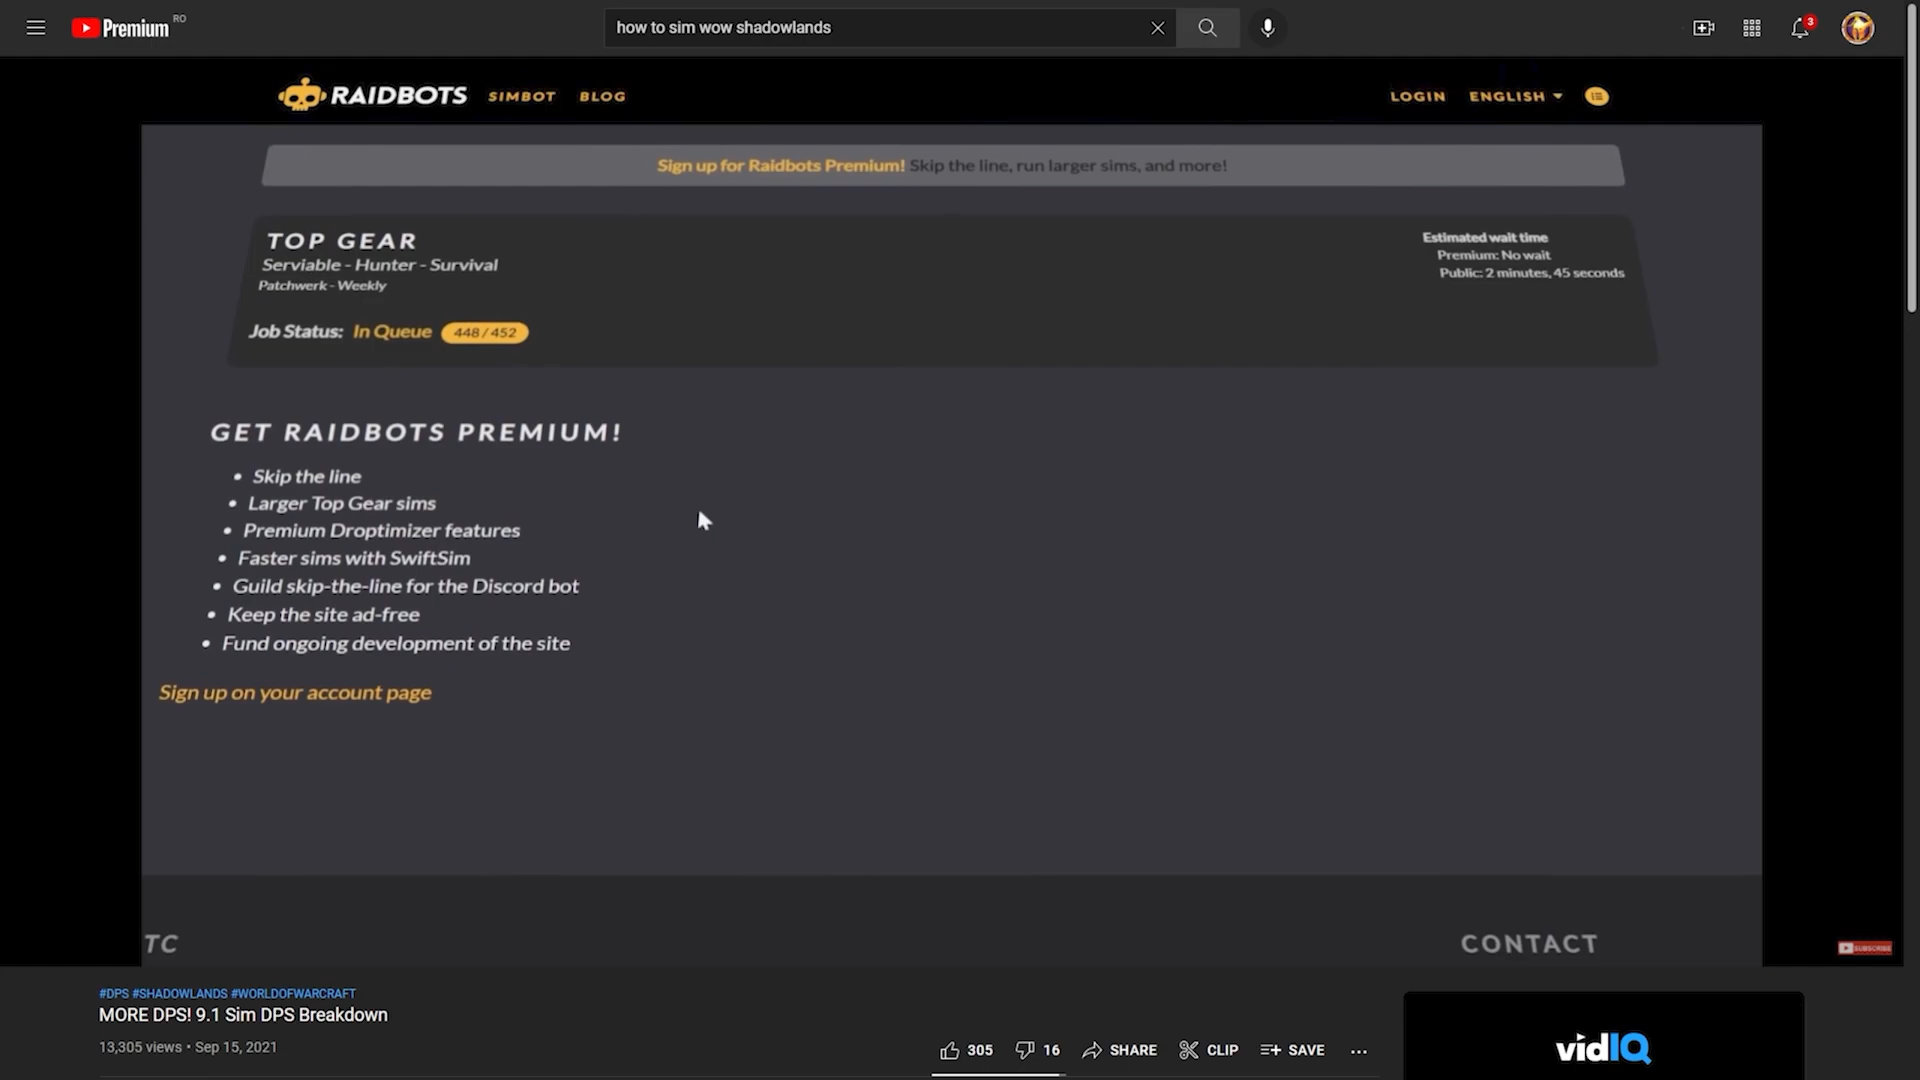 Premium RO
how to sim wow shadowlands
3
RAIDBOTS SIMBOT BLOG LOGIN ENGLISH
Sign up for Raidbots Premium! Skip the line, run larger sims, and more!
TOP GEAR
Serviable - Hunter - Survival
Patchwerk - Weekly
Estimated wait time
Premium: No wait
Public: 2 minutes, 45 seconds
Job Status: In Queue 448 / 452
GET RAIDBOTS PREMIUM!
• Skip the line
• Larger Top Gear sims
• Premium Droptimizer features
• Faster sims with SwiftSim
• Guild skip-the-line for the Discord bot
• Keep the site ad-free
• Fund ongoing development of the site
Sign up on your account page
TC CONTACT
SUBSCRIBE
#DPS #SHADOWLANDS #WORLDOFWARCRAFT
MORE DPS! 9.1 Sim DPS Breakdown
13,305 views • Sep 15, 2021
305 16 SHARE CLIP SAVE ...
vidIQ